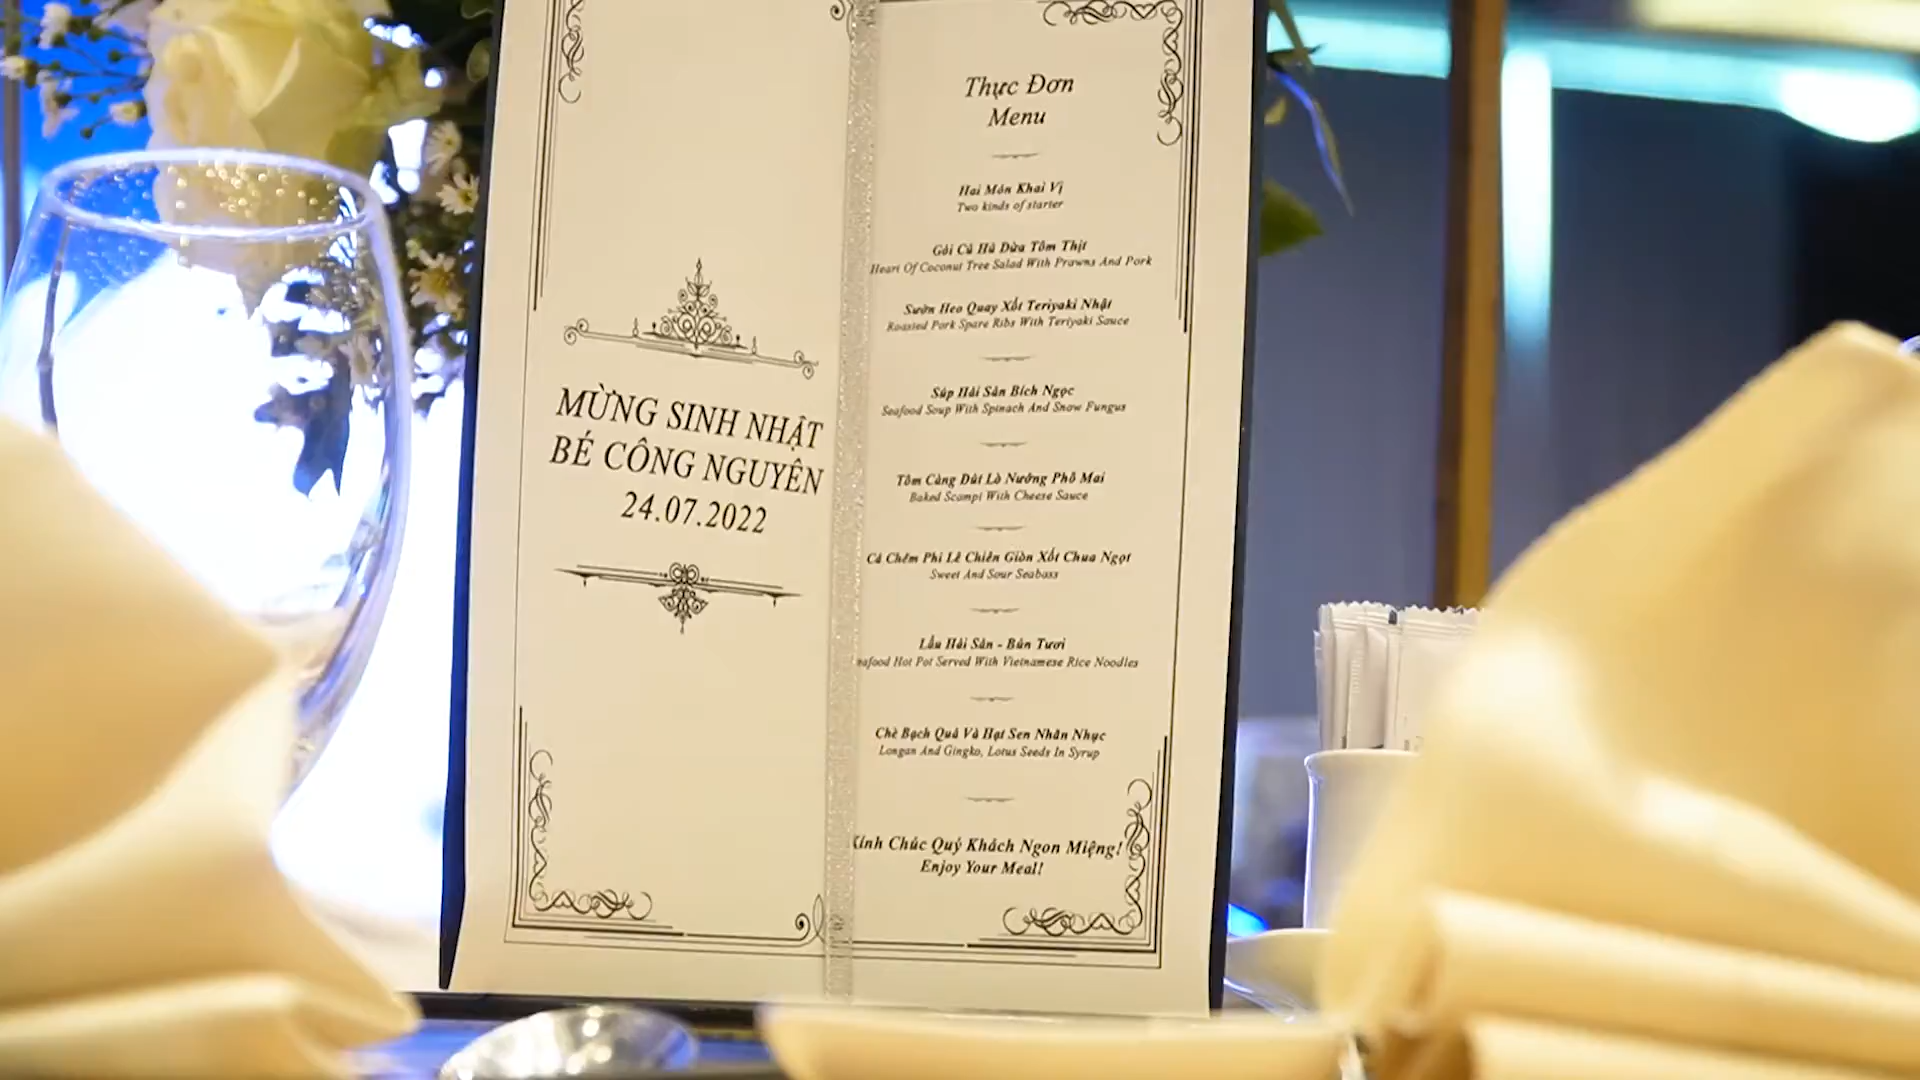 MỪNG SINH NHẬT
BÉ CÔNG NGUYÊN
24.07.2022
Thực Đơn
Menu
Hai Món Khai Vị
Two kinds of starter
Gỏi Củ Hủ Dừa Tôm Thịt
Heart Of Coconut Tree Salad With Prawns And Pork
Sườn Heo Quay Xốt Teriyaki Nhật
Roasted Pork Spare Ribs With Teriyaki Sauce
Súp Hải Sản Bích Ngọc
Seafood Soup With Spinach And Snow Fungus
Tôm Càng Đút Lò Nướng Phô Mai
Baked Scampi With Cheese Sauce
Cá Chẽm Phi Lê Chiên Giòn Xốt Chua Ngọt
Sweet And Sour Seabass
Lẩu Hải Sản - Bún Tươi
eafood Hot Pot Served With Vietnamese Rice Noodles
Chè Bạch Quả Và Hạt Sen Nhãn Nhục
Longan And Gingko, Lotus Seeds In Syrup
Kính Chúc Quý Khách Ngon Miệng!
Enjoy Your Meal!